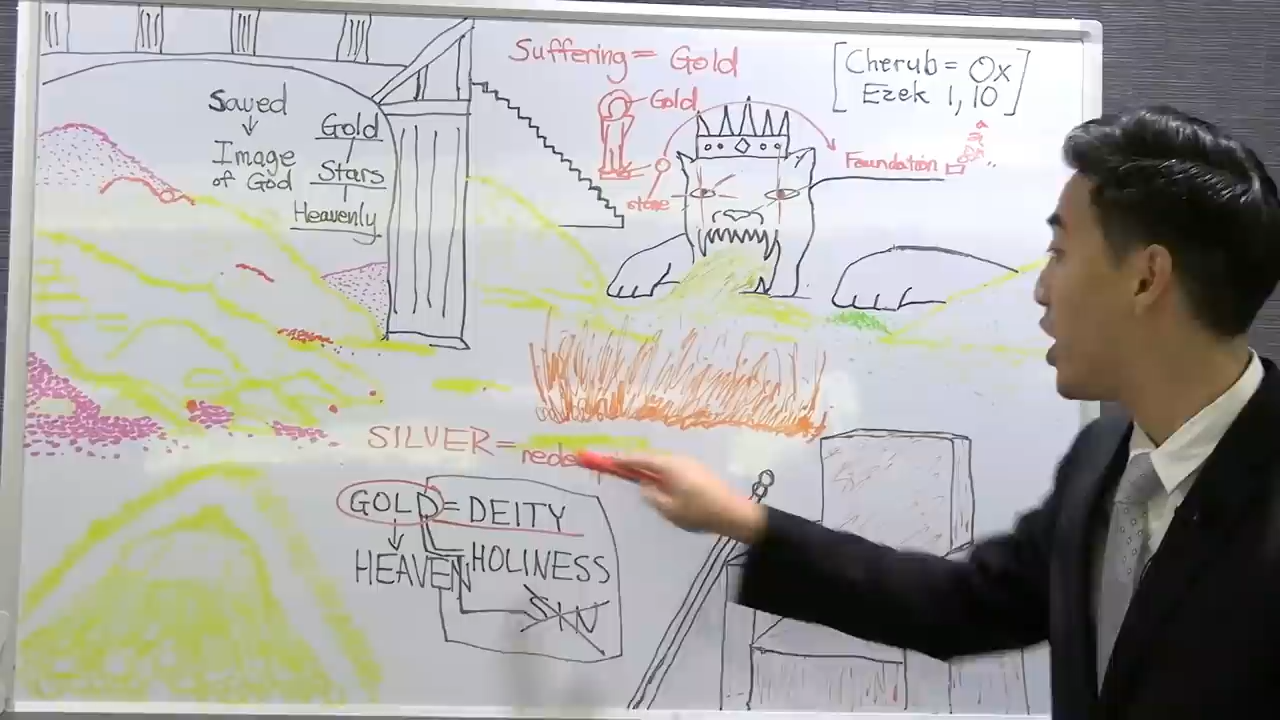 Suffering = Gold
[Cherub = Ox
Ezek 1, 10]
Saved
Image
of God
Gold
Stars
Heavenly
Gold
stone
Foundation
SILVER =
GOLD = DEITY
HEAVEN
HOLINESS
SIN